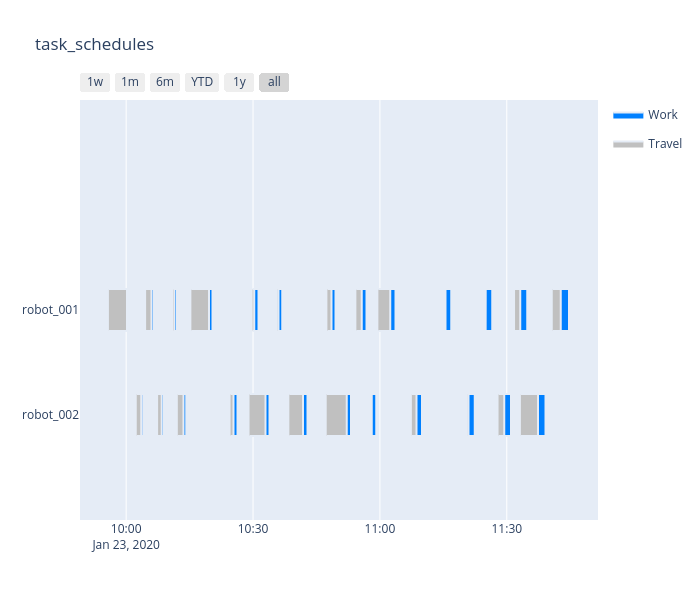 task_schedules
1w 1m 6m YTD 1y all
Work
Travel
robot_001
robot_002
10:00 10:30 11:00 11:30
Jan 23, 2020